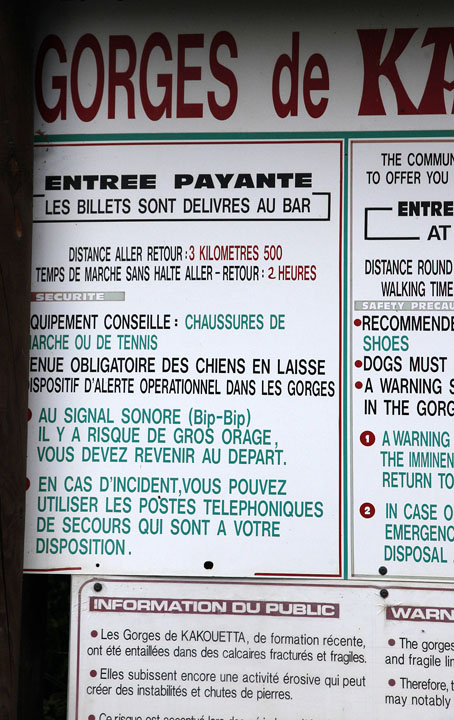 GORGES de KA
ENTREE PAYANTE
LES BILLETS SONT DELIVRES AU BAR
DISTANCE ALLER RETOUR : 3 KILOMETRES 500
TEMPS DE MARCHE SANS HALTE ALLER-RETOUR : 2 HEURES
SECURITE
QUIPEMENT CONSEILLE : CHAUSSURES DE
ARCHE OU DE TENNIS
ENUE OBLIGATOIRE DES CHIENS EN LAISSE
ISPOSITIF D'ALERTE OPERATIONNEL DANS LES GORGES
AU SIGNAL SONORE (Bip-Bip)
IL Y A RISQUE DE GROS ORAGE,
VOUS DEVEZ REVENIR AU DEPART.
EN CAS D'INCIDENT, VOUS POUVEZ
UTILISER LES POSTES TELEPHONIQUES
DE SECOURS QUI SONT A VOTRE
DISPOSITION.
THE COMMUN
TO OFFER YOU
ENTRE
AT
DISTANCE ROUND
WALKING TIME
SAFETY PRECAU
• RECOMMENDE
SHOES
• DOGS MUST
• A WARNING S
IN THE GORG
1 A WARNING
THE IMMINEN
RETURN TO
2 IN CASE O
EMERGENC
DISPOSAL.
INFORMATION DU PUBLIC
• Les Gorges de KAKOUETTA, de formation récente,
ont été entaillées dans des calcaires fracturés et fragiles.
• Elles subissent encore une activité érosive qui peut
créer des instabilités et chutes de pierres.
WARN
• The gorges
and fragile lim
• Therefore, t
may notably